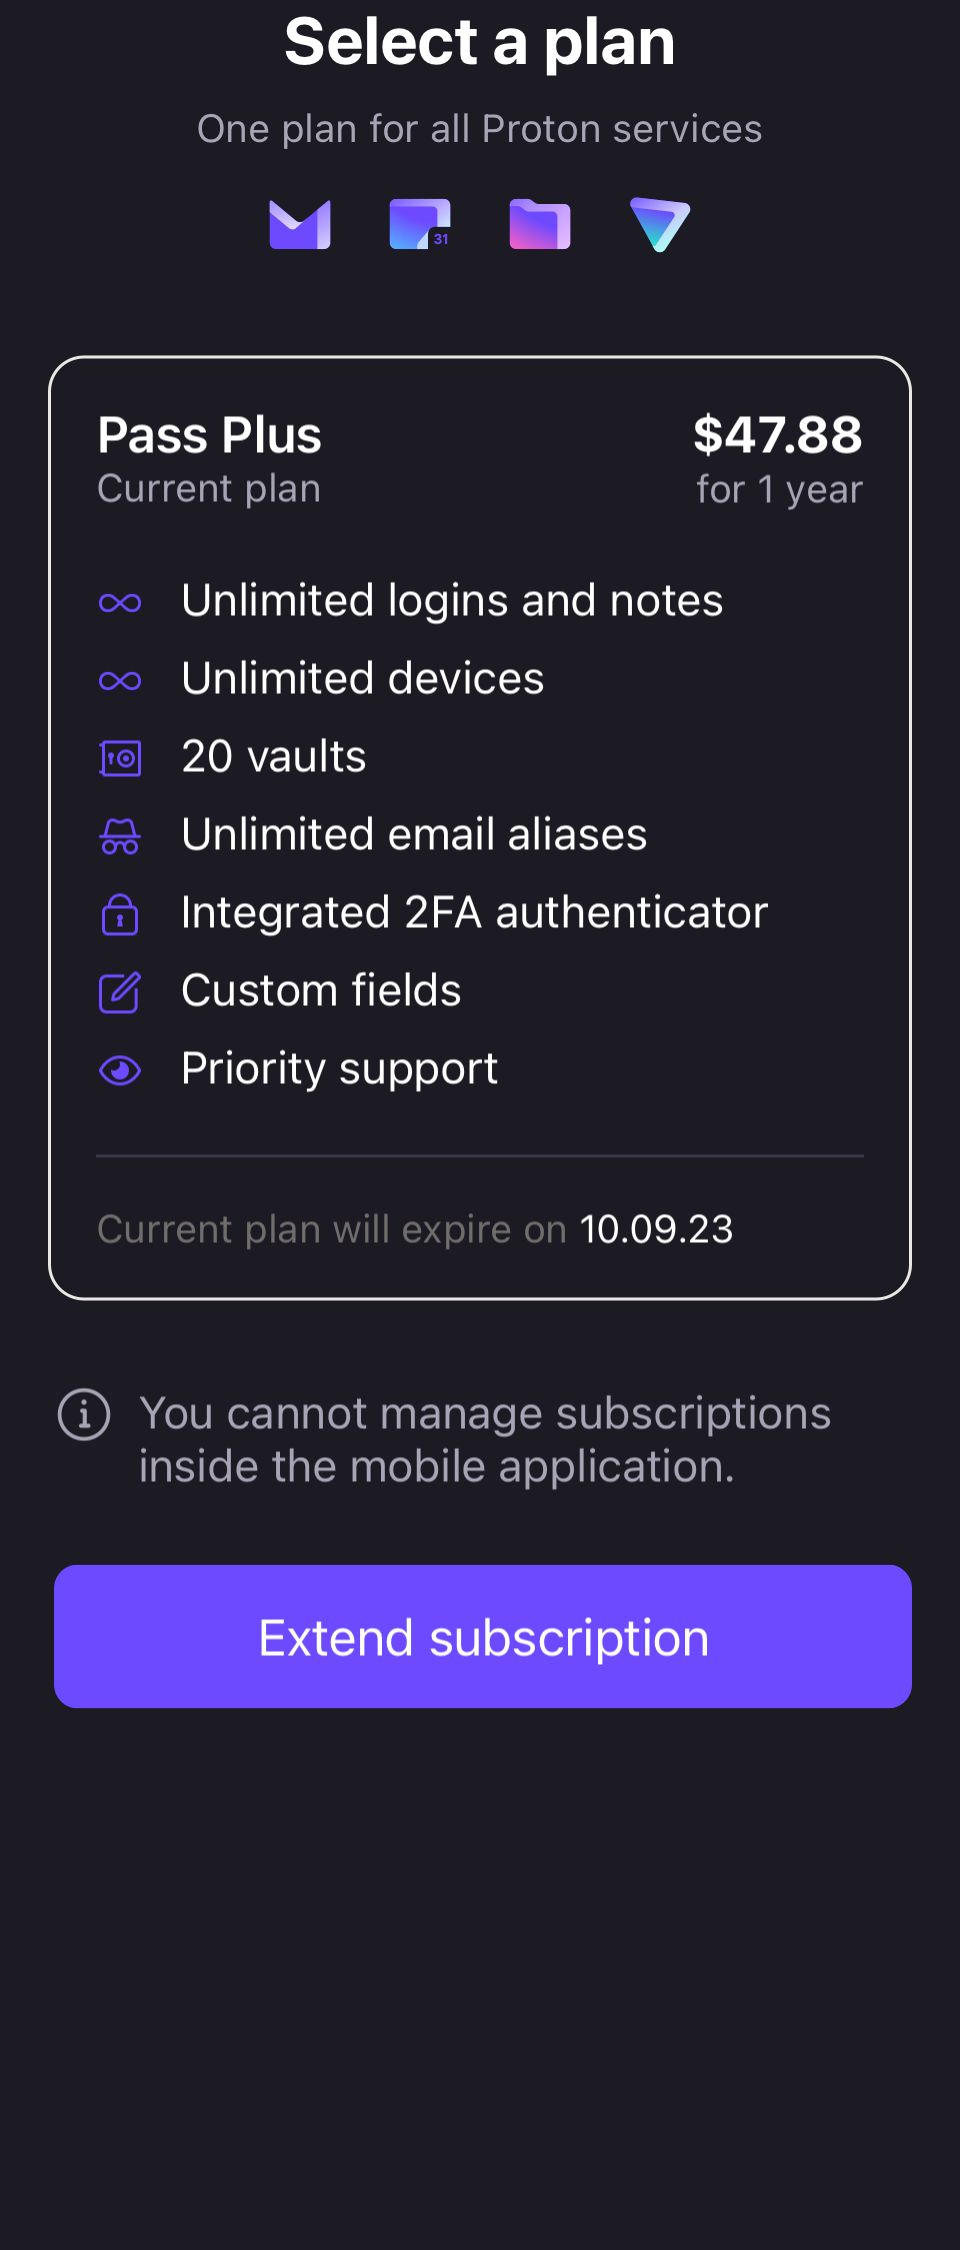 Select a plan
One plan for all Proton services
31
Pass Plus
$47.88
Current plan
for 1 year
Unlimited logins and notes
Unlimited devices
20 vaults
Unlimited email aliases
Integrated 2FA authenticator
Custom fields
Priority support
Current plan will expire on 10.09.23
You cannot manage subscriptions
inside the mobile application.
Extend subscription